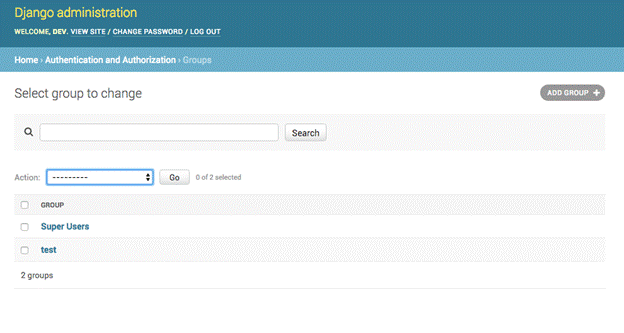 Django administration
WELCOME, DEV. VIEW SITE / CHANGE PASSWORD / LOG OUT
Home › Authentication and Authorization › Groups
Select group to change
ADD GROUP +
Search
Action: --------- Go 0 of 2 selected
GROUP
Super Users
test
2 groups